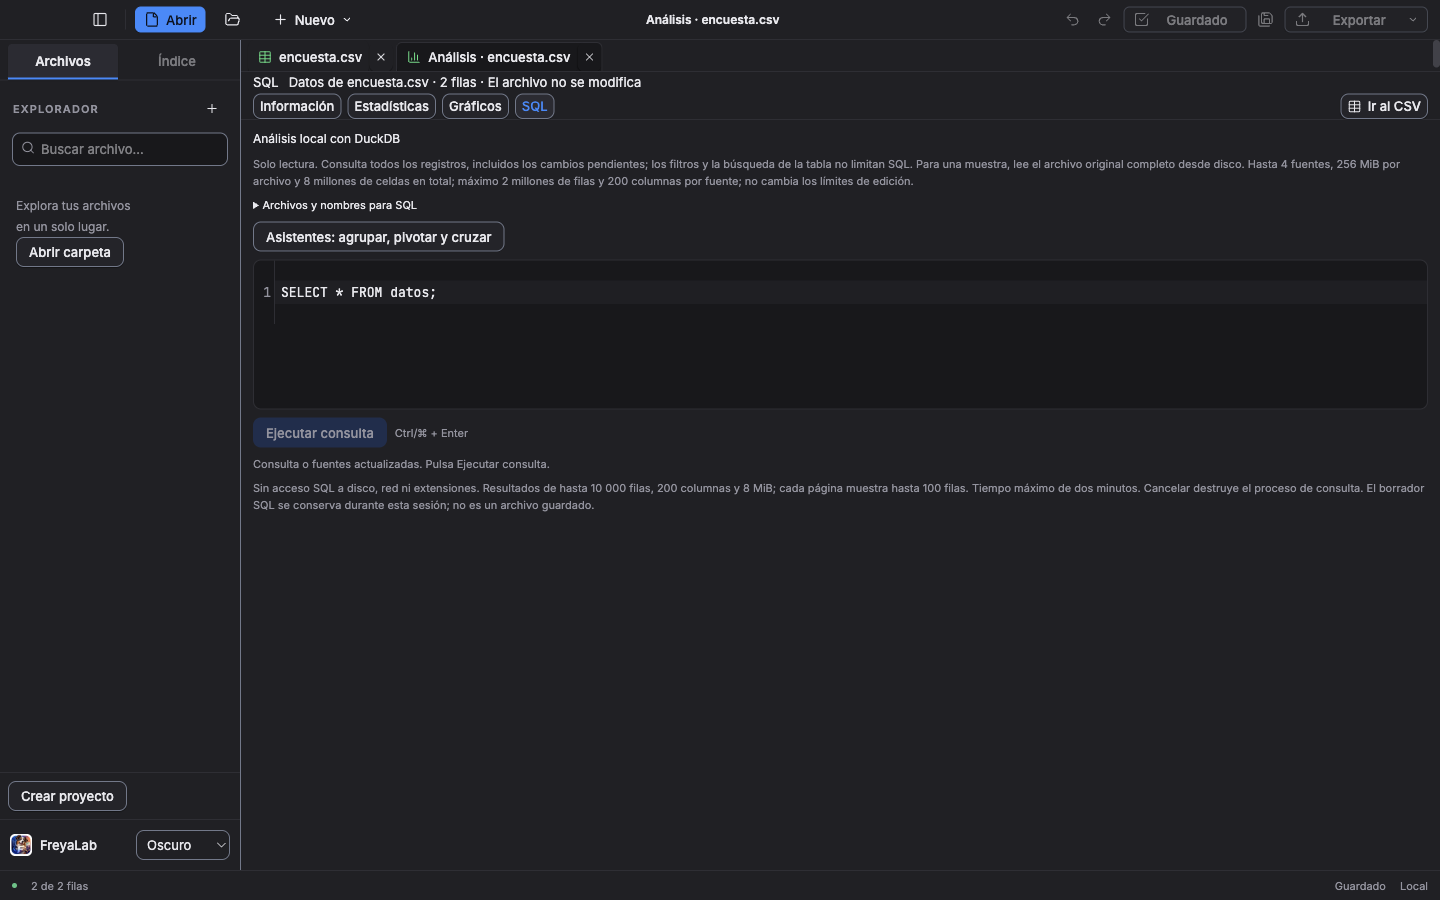 Abrir
Nuevo
Análisis · encuesta.csv
Guardado
Exportar
Archivos
Índice
encuesta.csv
Análisis · encuesta.csv
EXPLORADOR
Buscar archivo...
Explora tus archivos
en un solo lugar.
Abrir carpeta
SQL Datos de encuesta.csv · 2 filas · El archivo no se modifica
Información
Estadísticas
Gráficos
SQL
Ir al CSV
Análisis local con DuckDB
Solo lectura. Consulta todos los registros, incluidos los cambios pendientes; los filtros y la búsqueda de la tabla no limitan SQL. Para una muestra, lee el archivo original completo desde disco. Hasta 4 fuentes, 256 MiB por
archivo y 8 millones de celdas en total; máximo 2 millones de filas y 200 columnas por fuente; no cambia los límites de edición.
Archivos y nombres para SQL
Asistentes: agrupar, pivotar y cruzar
1 SELECT * FROM datos;
Ejecutar consulta
Ctrl/⌘ + Enter
Consulta o fuentes actualizadas. Pulsa Ejecutar consulta.
Sin acceso SQL a disco, red ni extensiones. Resultados de hasta 10 000 filas, 200 columnas y 8 MiB; cada página muestra hasta 100 filas. Tiempo máximo de dos minutos. Cancelar destruye el proceso de consulta. El borrador
SQL se conserva durante esta sesión; no es un archivo guardado.
Crear proyecto
FreyaLab
Oscuro
2 de 2 filas
Guardado
Local